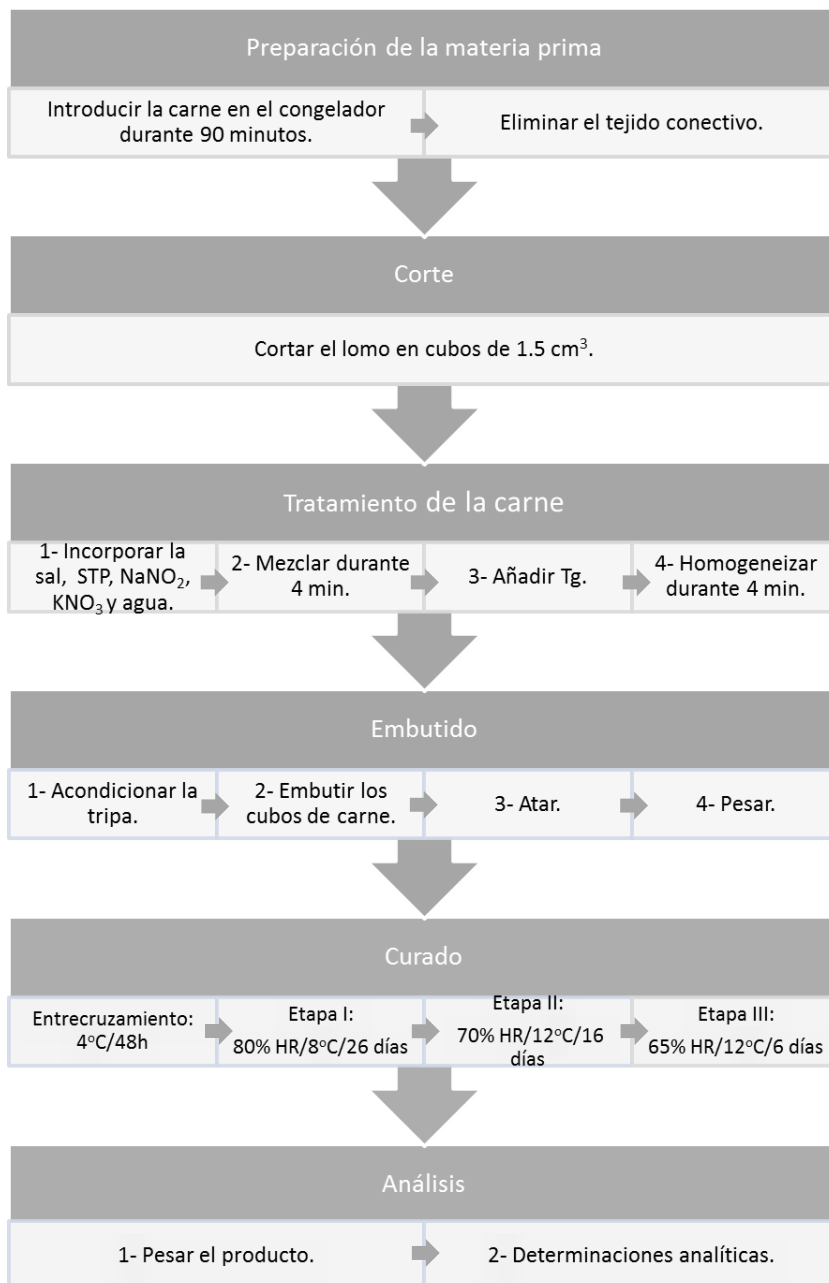 Preparación de la materia prima
Introducir la carne en el congelador
durante 90 minutos.
Eliminar el tejido conectivo.
Corte
Cortar el lomo en cubos de 1.5 cm³.
Tratamiento de la carne
1- Incorporar la
sal, STP, NaNO₂,
KNO₃ y agua.
2- Mezclar durante
4 min.
3- Añadir Tg.
4- Homogeneizar
durante 4 min.
Embutido
1- Acondicionar la
tripa.
2- Embutir los
cubos de carne.
3- Atar.
4- Pesar.
Curado
Entrecruzamiento:
4ºC/48h
Etapa I:
80% HR/8ºC/26 días
Etapa II:
70% HR/12ºC/16
días
Etapa III:
65% HR/12ºC/6 días
Análisis
1- Pesar el producto.
2- Determinaciones analíticas.